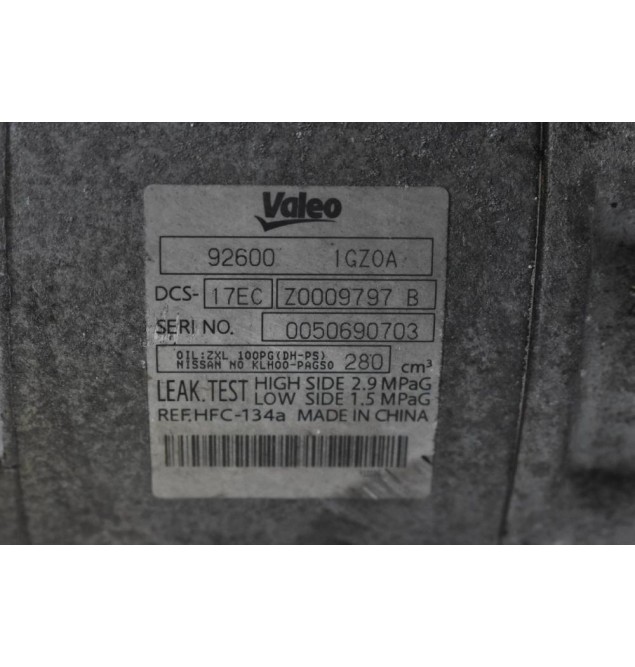 Valeo
92600 1GZ0A
DCS- 17EC Z0009797 B
SERI NO. 0050690703
OIL:ZXL 100PG(DH-PS)
NISSAN NO KLH00-PAGS0 280 cm³
LEAK.TEST HIGH SIDE 2.9 MPaG
LOW SIDE 1.5 MPaG
REF.HFC-134a MADE IN CHINA